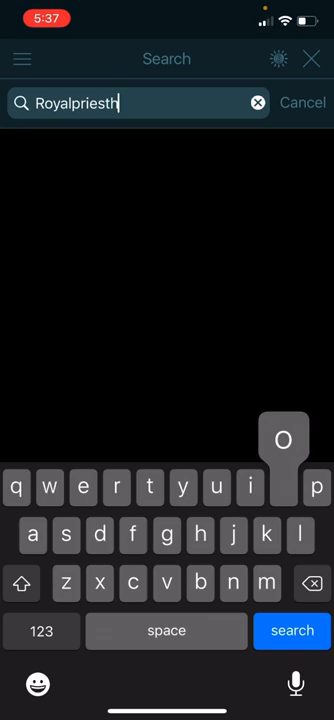 5:37
Search
Royalpriesth
Cancel
O
q w e r t y u i p
a s d f g h j k l
z x c v b n m
123 space search